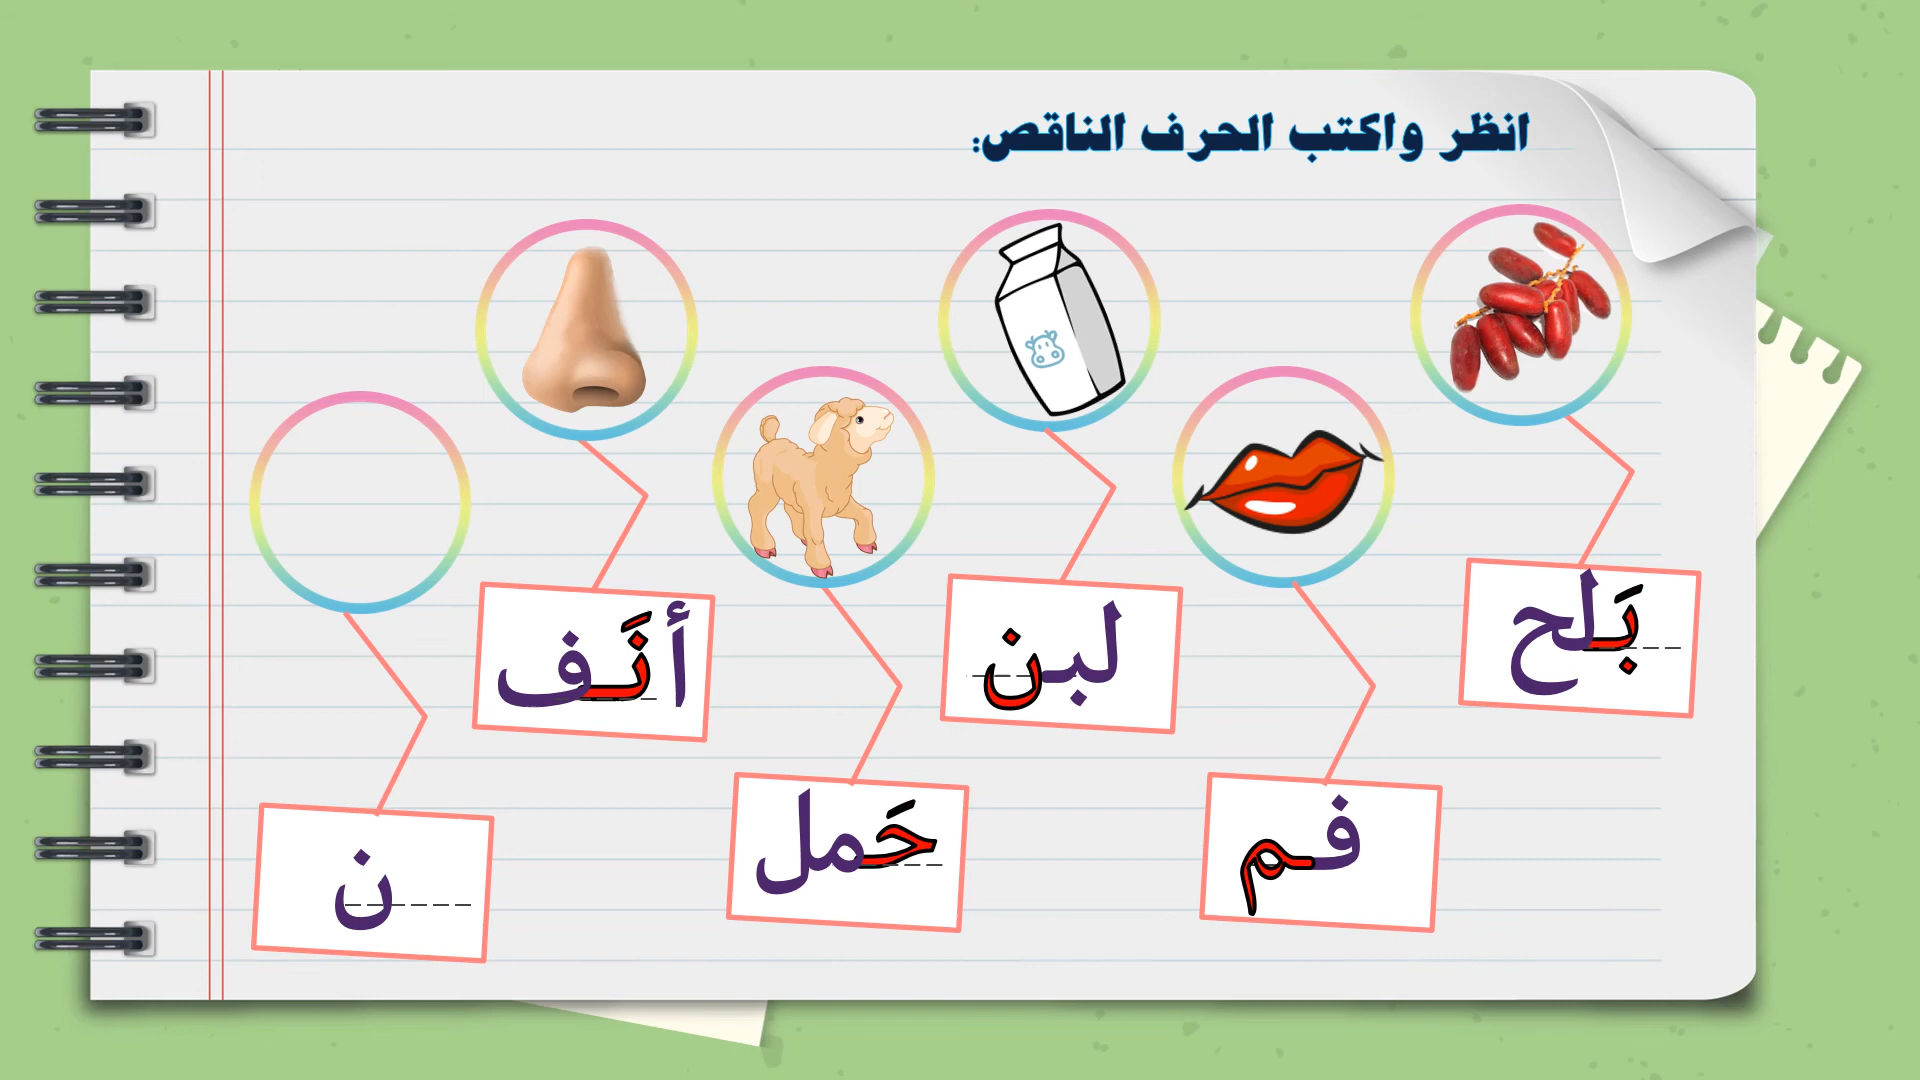 انظر واكتب الحرف الناقص:
بَلح
لبن
أنَف
فم
حَمل
ن